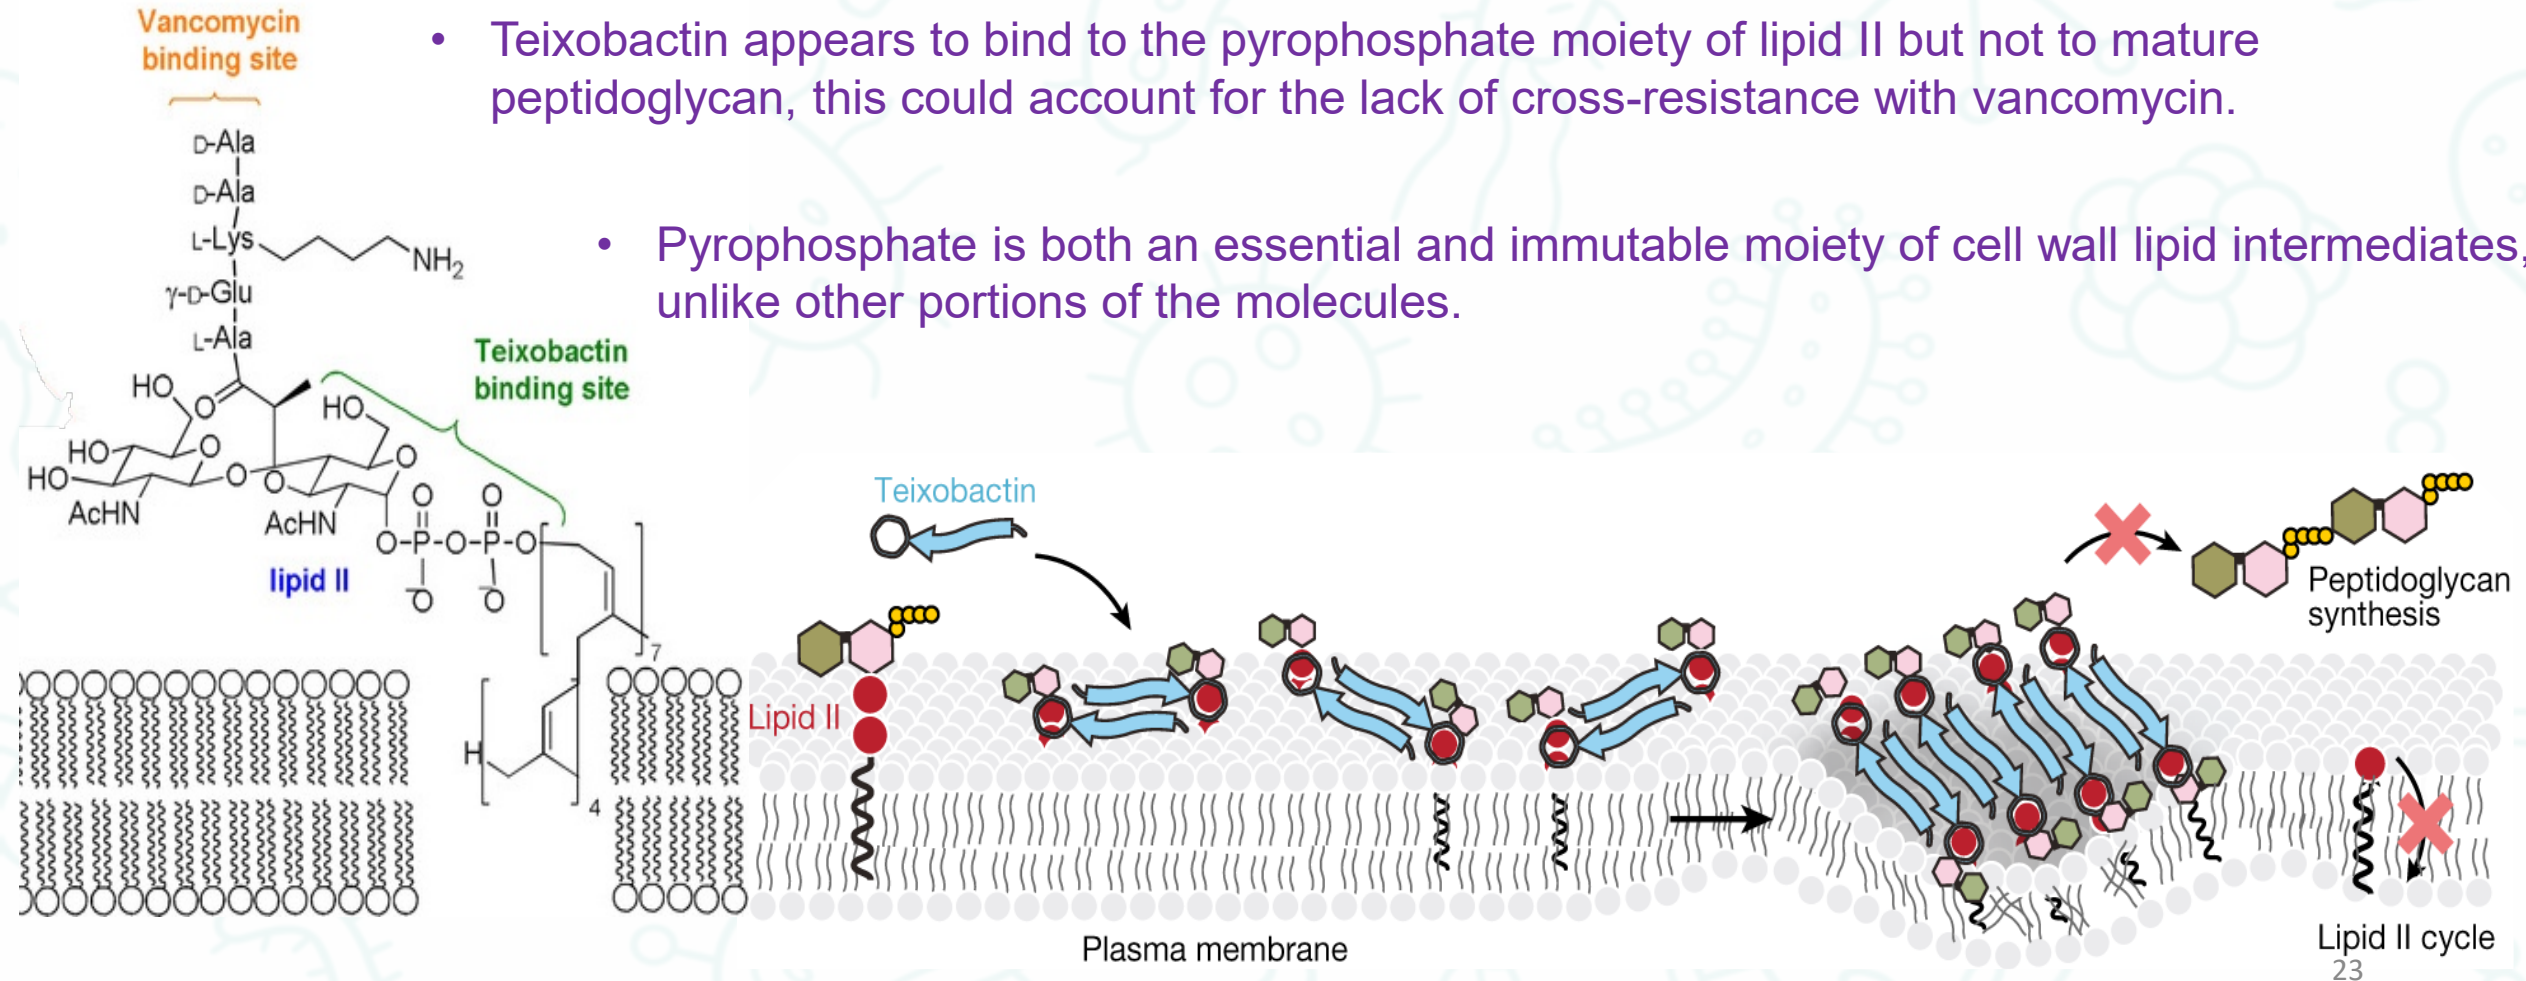 Vancomycin
binding site
• Teixobactin appears to bind to the pyrophosphate moiety of lipid II but not to mature
peptidoglycan, this could account for the lack of cross-resistance with vancomycin.
• Pyrophosphate is both an essential and immutable moiety of cell wall lipid intermediates,
unlike other portions of the molecules.
D-Ala
D-Ala
L-Lys
NH2
γ-D-Glu
L-Ala
Teixobactin
binding site
HO
O
HO
HO
O
O
HO
O
O
AcHN
AcHN
O O
O-P-O-P-O
O O
lipid II
7
H
4
Teixobactin
Lipid II
Peptidoglycan
synthesis
Plasma membrane
Lipid II cycle
23